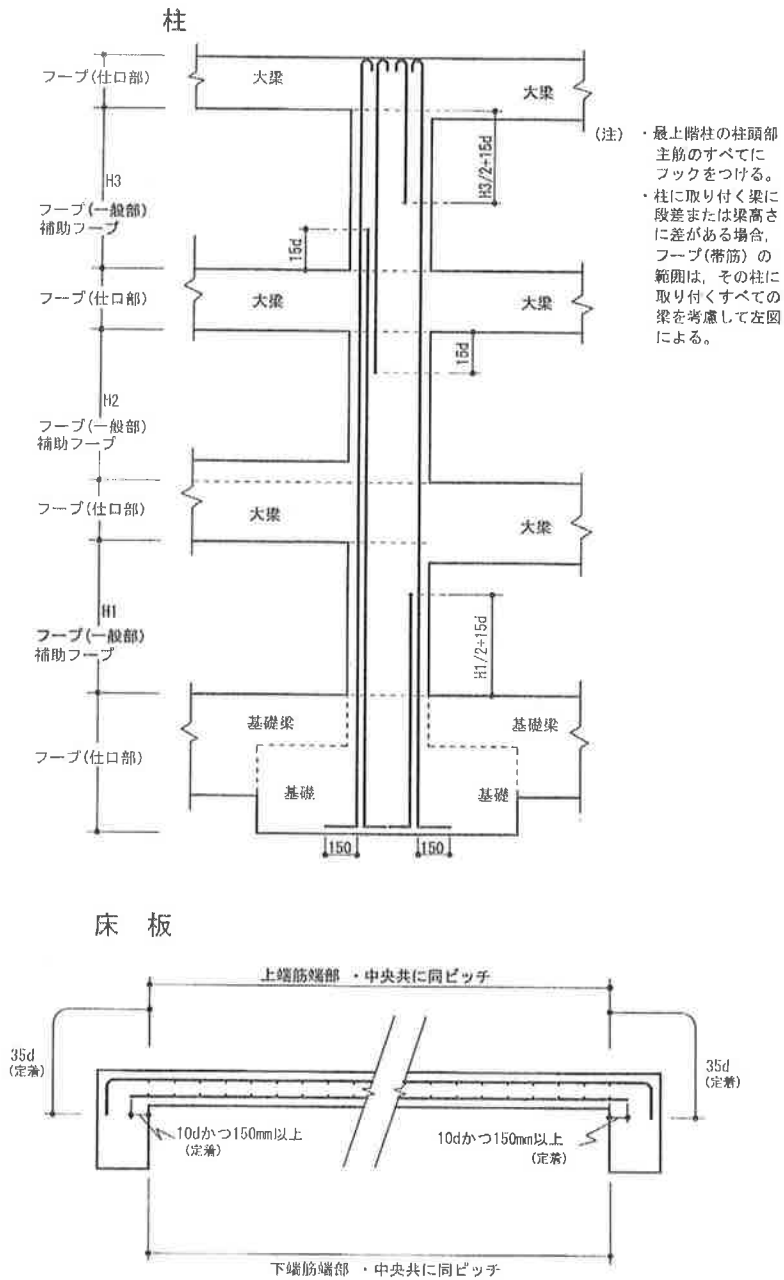 柱
フープ(仕口部)
大梁
大梁
H3
フープ(一般部)
補助フープ
H3/2+15d
15d
(注)
・最上階柱の柱頭部
主筋のすべてに
フックをつける。
・柱に取り付く梁に
段差または梁高さ
に差がある場合,
フープ(帯筋)の
範囲は, その柱に
取り付くすべての
梁を考慮して左図
による。
フープ(仕口部)
大梁
大梁
15d
H2
フープ(一般部)
補助フープ
フープ(仕口部)
大梁
大梁
H1
フープ(一般部)
補助フープ
H1/2+15d
フープ(仕口部)
基礎梁
基礎梁
基礎
基礎
150
150
床板
上端筋端部・中央共に同ピッチ
35d
(定着)
35d
(定着)
10dかつ150mm以上
(定着)
10dかつ150mm以上
(定着)
下端筋端部・中央共に同ピッチ